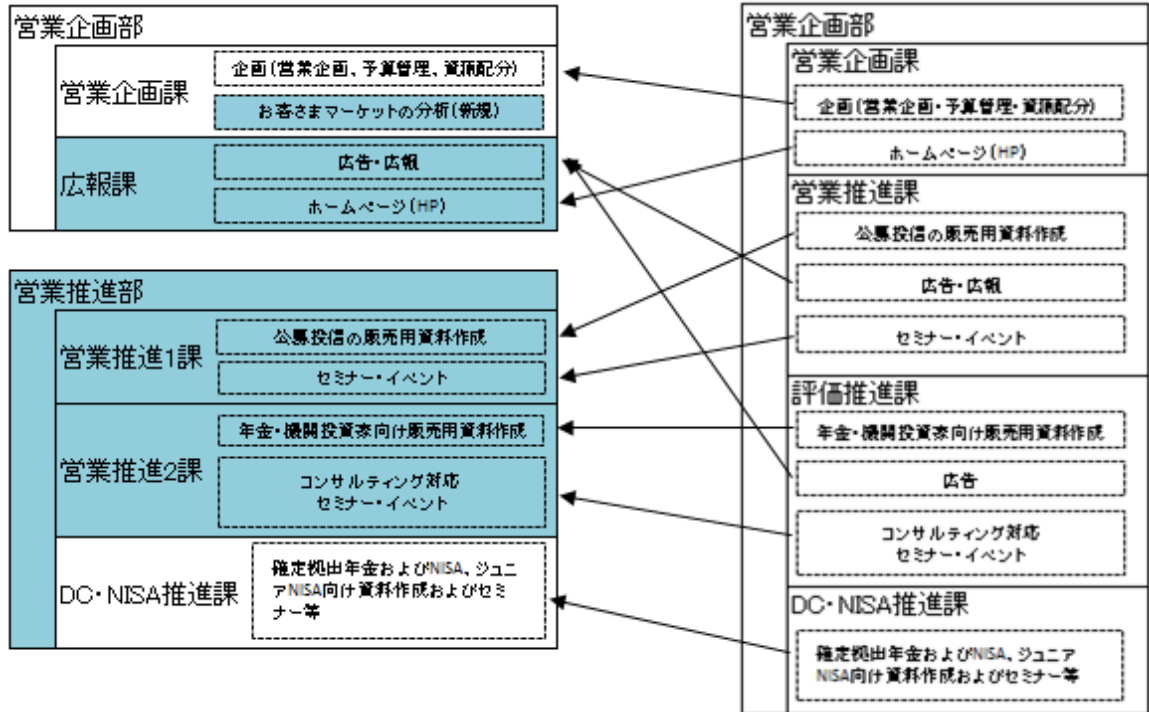 営業企画部
営業企画課
企画(営業企画、予算管理、資源配分)
お客さまマーケットの分析(新規)
広報課
広告・広報
ホームページ(HP)
営業推進部
営業推進1課
公募投信の販売用資料作成
セミナー・イベント
営業推進2課
年金・機関投資家向け販売用資料作成
コンサルティング対応
セミナー・イベント
DC・NISA推進課
確定拠出年金およびNISA、ジュニ
アNISA向け資料作成およびセミ
ナー等
営業企画部
営業企画課
企画(営業企画・予算管理・資源配分)
ホームページ(HP)
営業推進課
公募投信の販売用資料作成
広告・広報
セミナー・イベント
評価推進課
年金・機関投資家向け販売用資料作成
広告
コンサルティング対応
セミナー・イベント
DC・NISA推進課
確定拠出年金およびNISA、ジュニア
NISA向け資料作成およびセミナー等